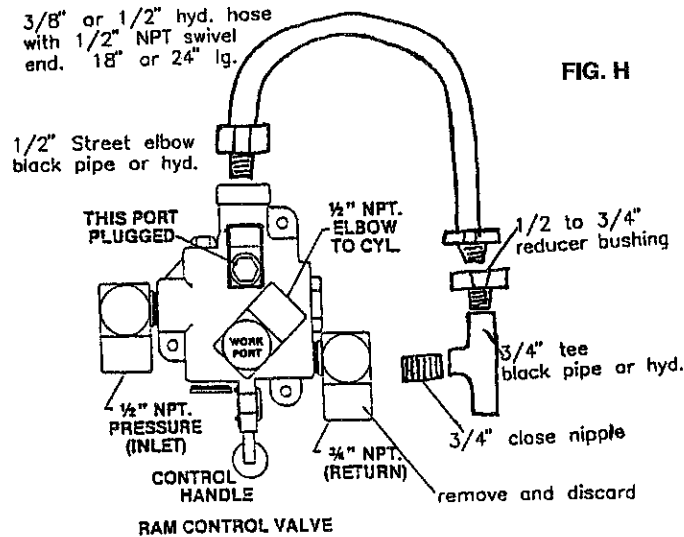 3/8" or 1/2" hyd. hose
with 1/2" NPT swivel
end. 18" or 24" lg.
FIG. H
1/2" Street elbow
black pipe or hyd.
THIS PORT
PLUGGED
½" NPT.
ELBOW
TO CYL.
1/2 to 3/4"
reducer bushing
WORK
PORT
3/4" tee
black pipe or hyd.
½" NPT.
PRESSURE
(INLET)
3/4" close nipple
¾" NPT.
(RETURN)
CONTROL
HANDLE
remove and discard
RAM CONTROL VALVE